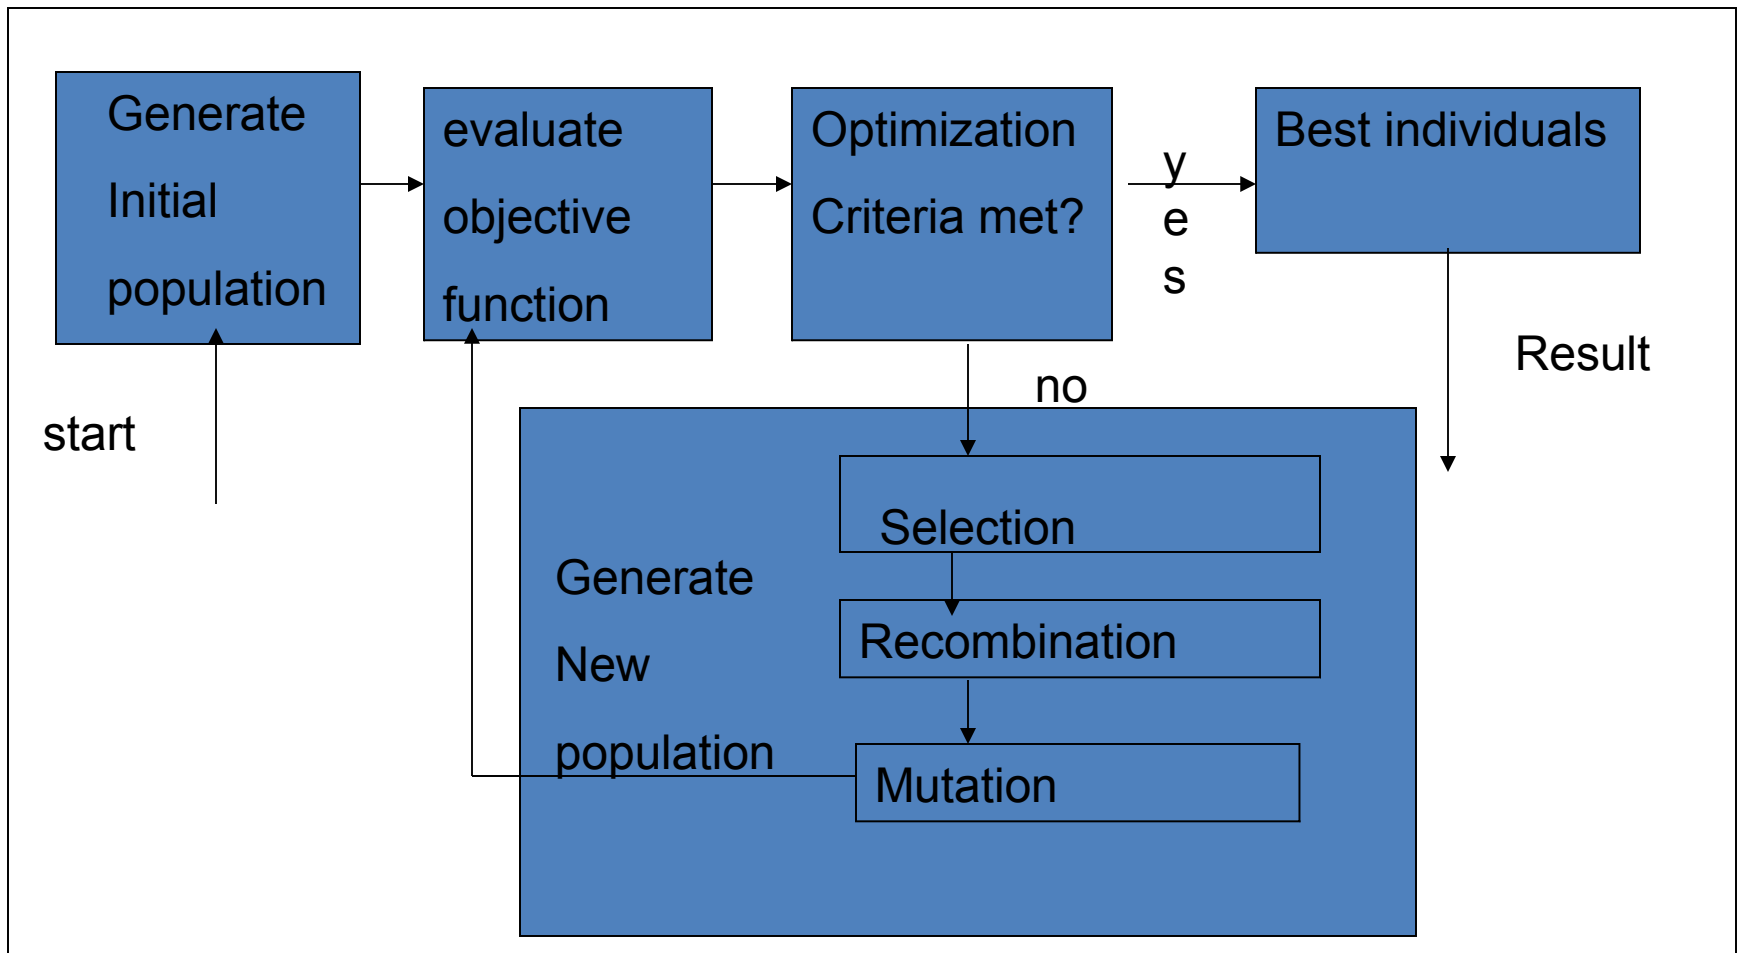 Generate
Initial
population
evaluate
objective
function
Optimization
Criteria met?
y
e
s
Best individuals
Result
start
no
Generate
New
population
Selection
Recombination
Mutation